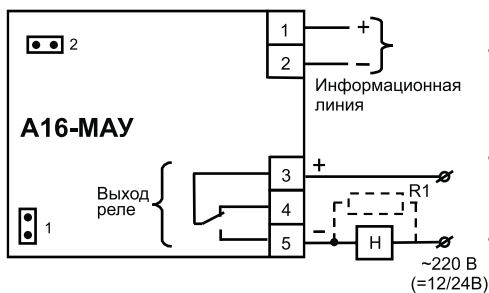 2
1
+
2
−
Информационная
линия
А16-МАУ
Выход
реле
3
+
R1
4
1
5
−
Н
~220 В
(=12/24В)